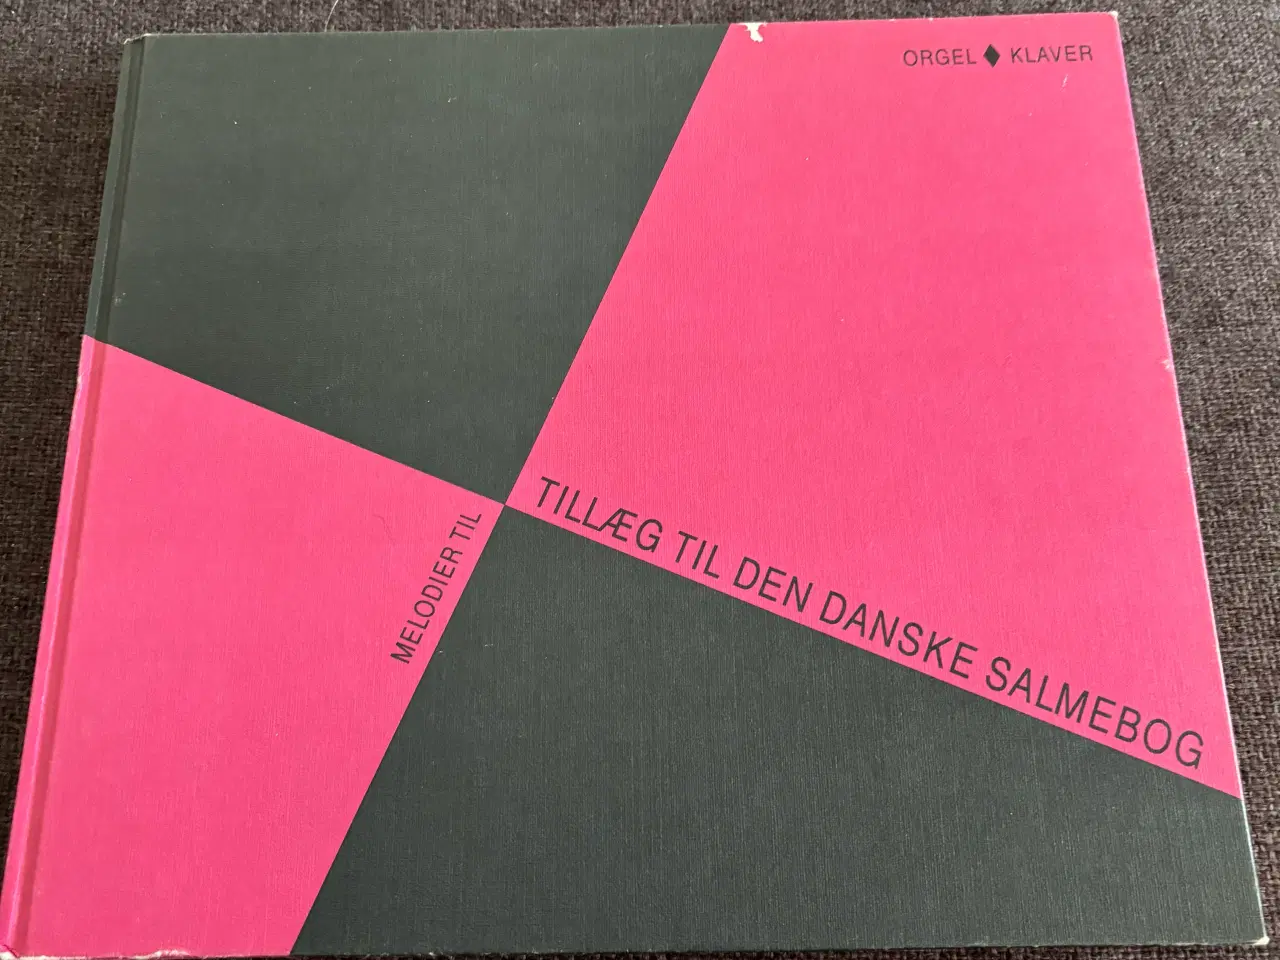 ORGEL ♦ KLAVER
MELODIER TIL
TILLÆG TIL DEN DANSKE SALMEBOG